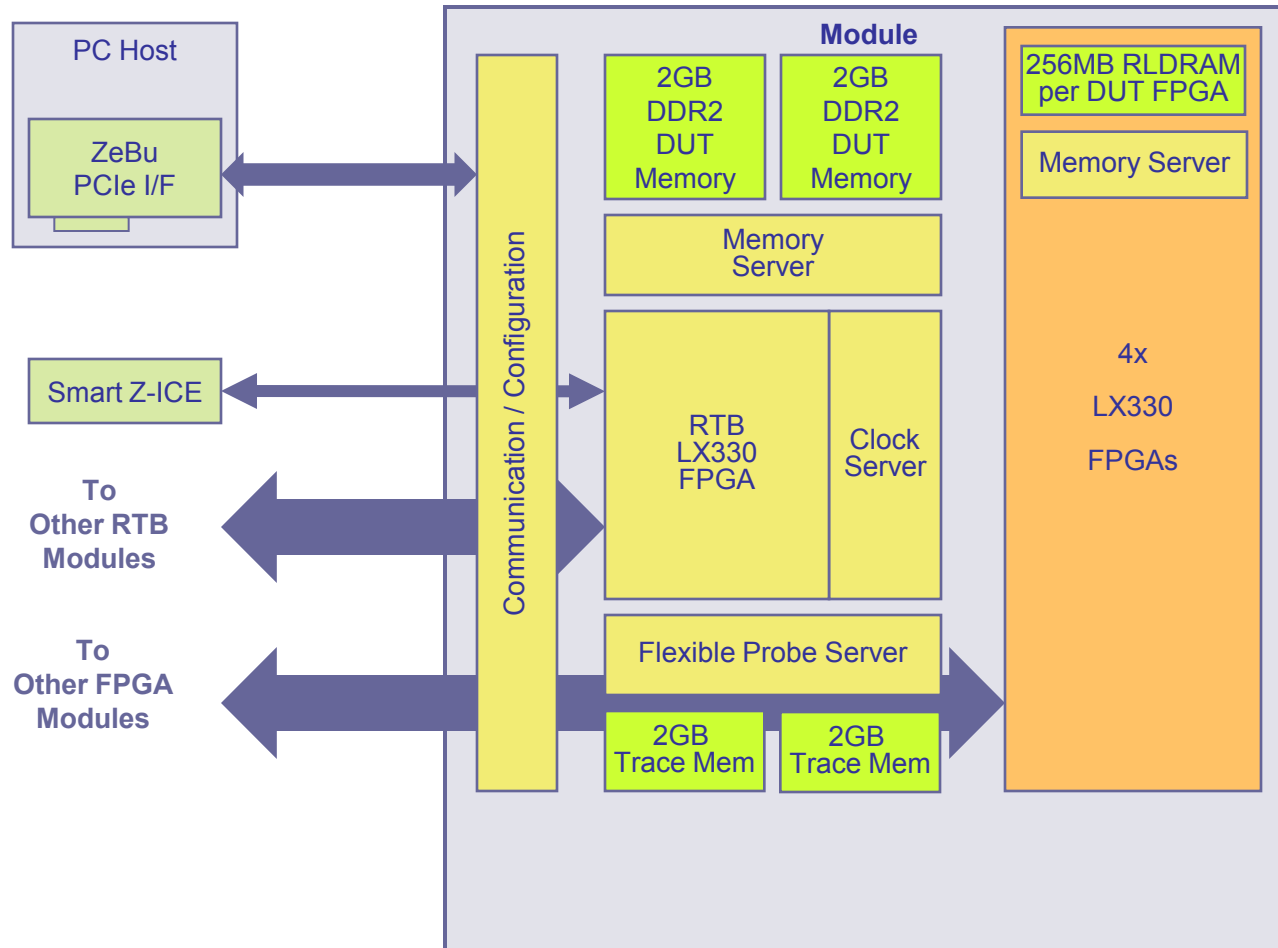 PC Host
ZeBu
PCIe I/F
Smart Z-ICE
To
Other RTB
Modules
To
Other FPGA
Modules
Communication / Configuration
Module
2GB
DDR2
DUT
Memory
2GB
DDR2
DUT
Memory
Memory
Server
RTB
LX330
FPGA
Clock
Server
Flexible Probe Server
2GB
Trace Mem
2GB
Trace Mem
256MB RLDRAM
per DUT FPGA
Memory Server
4x
LX330
FPGAs